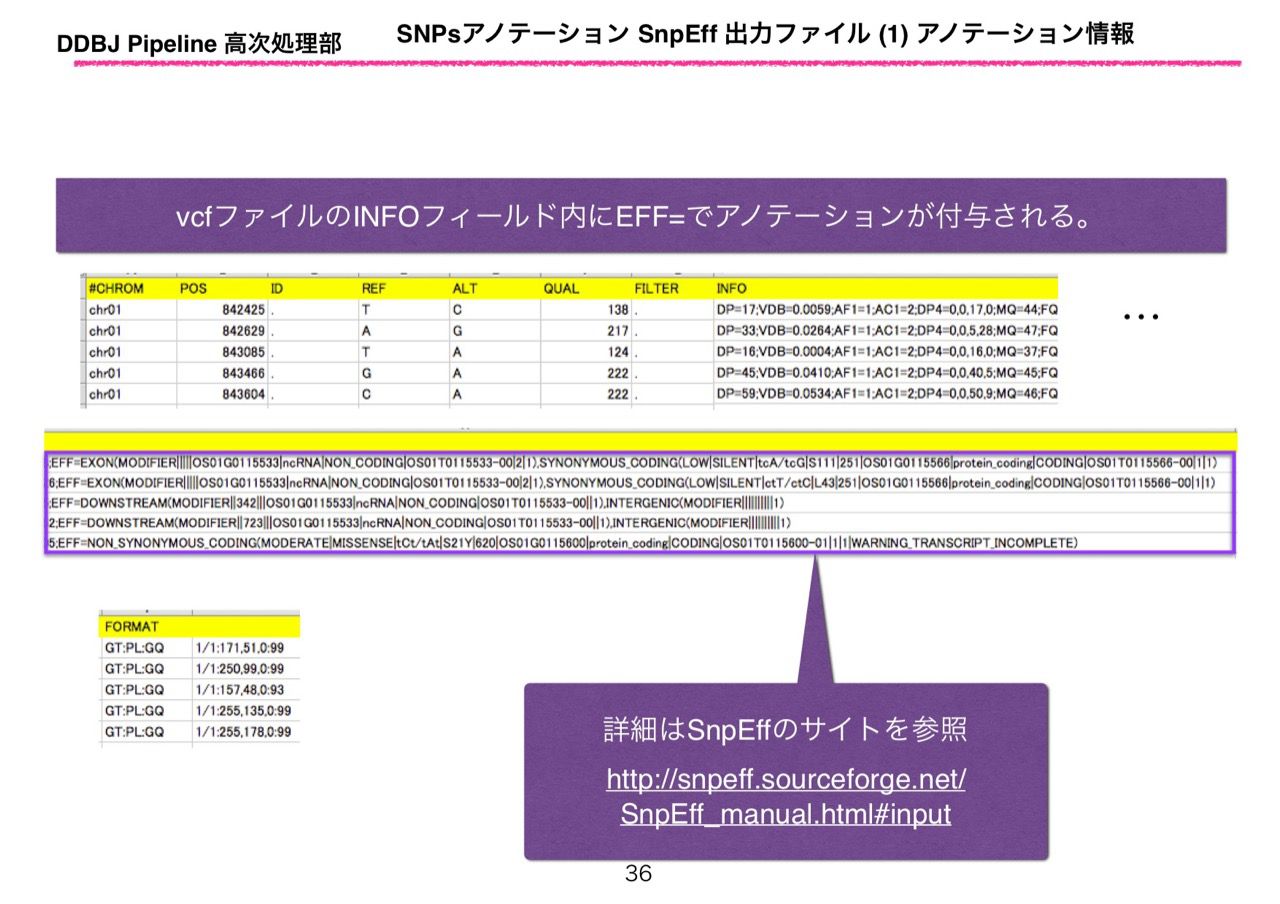 DDBJ Pipeline 高次処理部
SNPsアノテーション SnpEff 出力ファイル (1) アノテーション情報
vcfファイルのINFOフィールド内にEFF=でアノテーションが付与される。
#CHROM POS ID REF ALT QUAL FILTER INFO
chr01 842425 . T C 138 . DP=17;VDB=0.0059;AF1=1;AC1=2;DP4=0,0,17,0;MQ=44;FQ
chr01 842629 . A G 217 . DP=33;VDB=0.0264;AF1=1;AC1=2;DP4=0,0,5,28;MQ=47;FQ
chr01 843085 . T A 124 . DP=16;VDB=0.0004;AF1=1;AC1=2;DP4=0,0,16,0;MQ=37;FQ
chr01 843466 . G A 222 . DP=45;VDB=0.0410;AF1=1;AC1=2;DP4=0,0,40,5;MQ=45;FQ
chr01 843604 . C A 222 . DP=59;VDB=0.0534;AF1=1;AC1=2;DP4=0,0,50,9;MQ=46;FQ
…
;EFF=EXON(MODIFIER|||||OS01G0115533|ncRNA|NON_CODING|OS01T0115533-00|2|1),SYNONYMOUS_CODING(LOW|SILENT|tcA/tcG|S111|251|OS01G0115566|protein_coding|CODING|OS01T0115566-00|1|1)
6;EFF=EXON(MODIFIER|||||OS01G0115533|ncRNA|NON_CODING|OS01T0115533-00|2|1),SYNONYMOUS_CODING(LOW|SILENT|ctT/ctC|L43|251|OS01G0115566|protein_coding|CODING|OS01T0115566-00|1|1)
;EFF=DOWNSTREAM(MODIFIER||342|||OS01G0115533|ncRNA|NON_CODING|OS01T0115533-00||1),INTERGENIC(MODIFIER||||||||||1)
2;EFF=DOWNSTREAM(MODIFIER||723|||OS01G0115533|ncRNA|NON_CODING|OS01T0115533-00||1),INTERGENIC(MODIFIER||||||||||1)
5;EFF=NON_SYNONYMOUS_CODING(MODERATE|MISSENSE|tCt/tAt|S21Y|620|OS01G0115600|protein_coding|CODING|OS01T0115600-01|1|1|WARNING_TRANSCRIPT_INCOMPLETE)
FORMAT
GT:PL:GQ 1/1:171,51,0:99
GT:PL:GQ 1/1:250,99,0:99
GT:PL:GQ 1/1:157,48,0:93
GT:PL:GQ 1/1:255,135,0:99
GT:PL:GQ 1/1:255,178,0:99
詳細はSnpEffのサイトを参照
http://snpeff.sourceforge.net/
SnpEff_manual.html#input
36